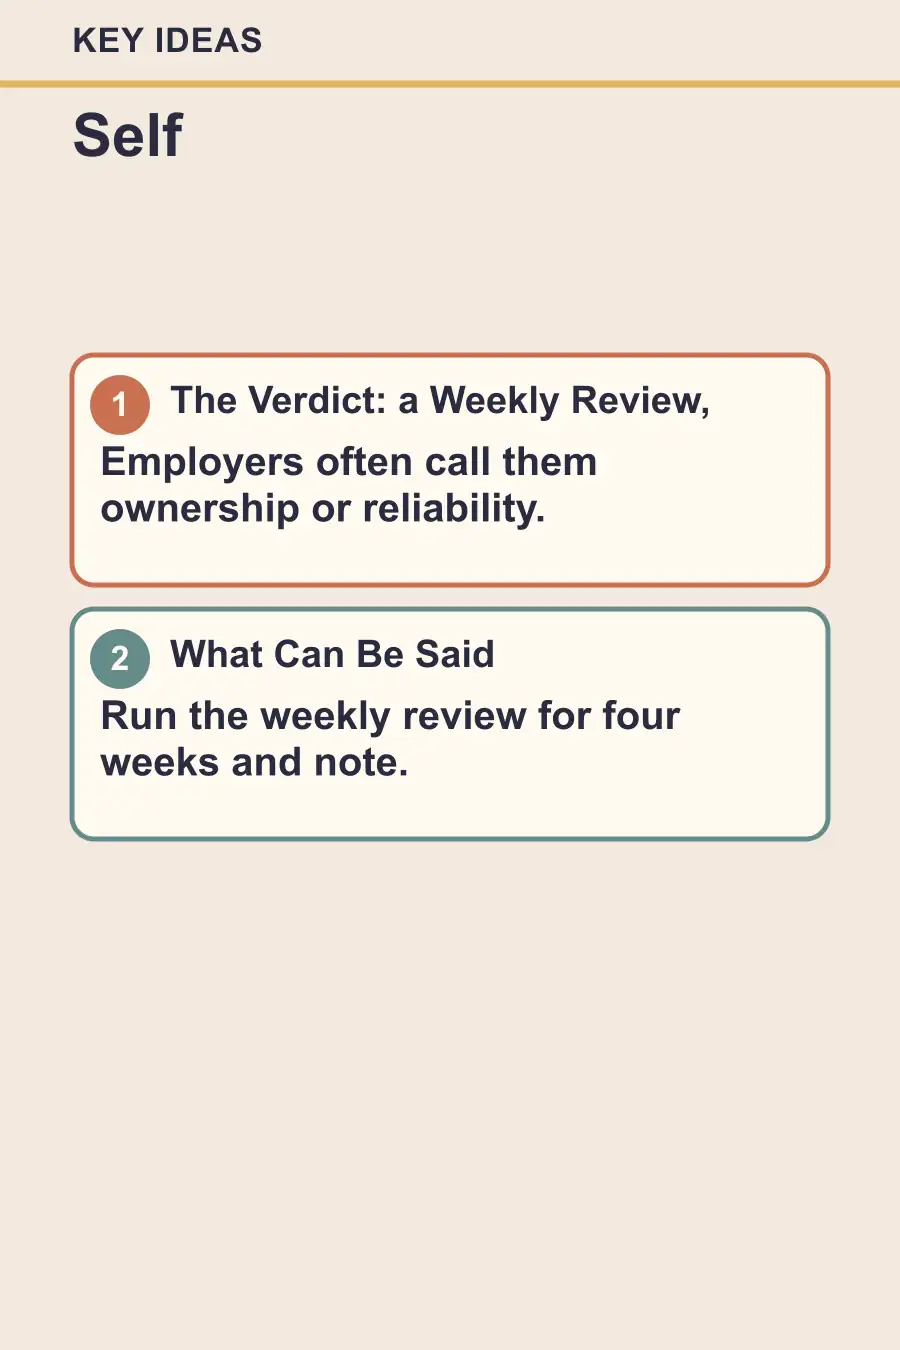 KEY IDEAS
Self
1 The Verdict: a Weekly Review,
Employers often call them
ownership or reliability.
2 What Can Be Said
Run the weekly review for four
weeks and note.